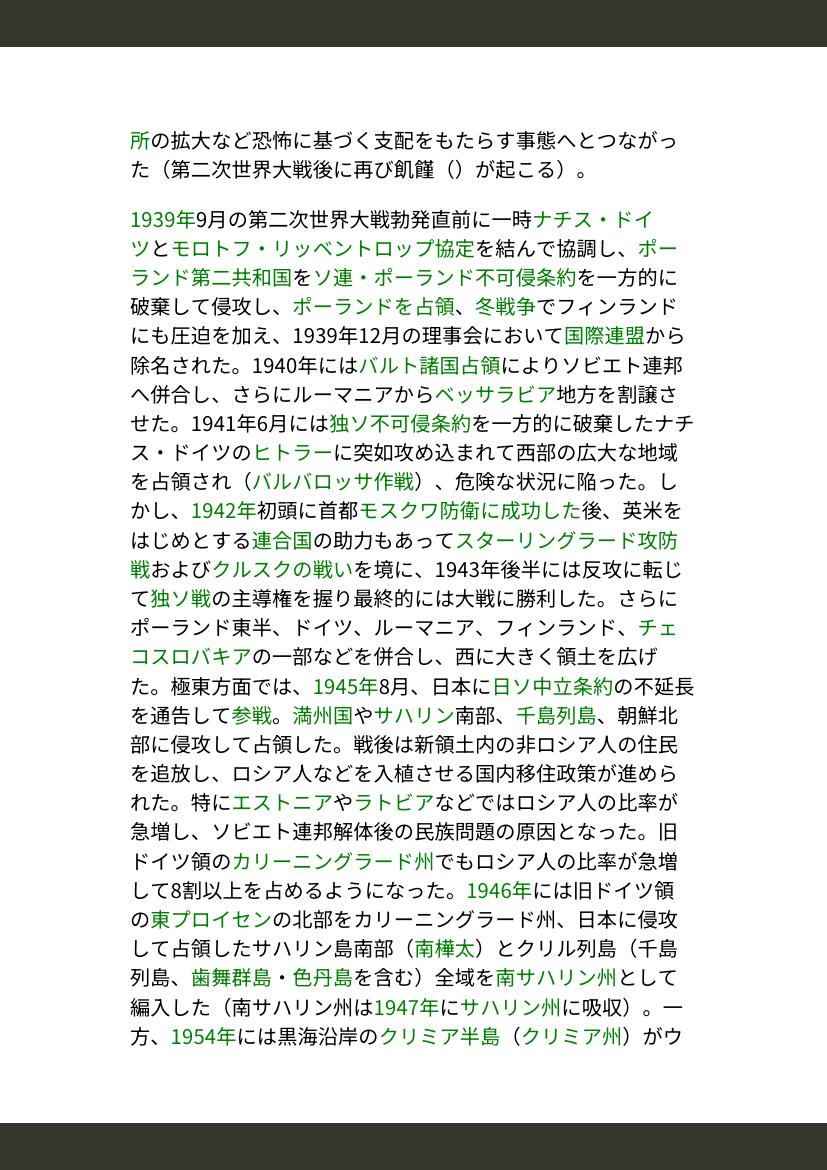 所の拡大など恐怖に基づく支配をもたらす事態へとつながっ
た（第二次世界大戦後に再び飢饉（）が起こる）。
1939年9月の第二次世界大戦勃発直前に一時ナチス・ドイ
ツとモロトフ・リッベントロップ協定を結んで協調し、ポー
ランド第二共和国をソ連・ポーランド不可侵条約を一方的に
破棄して侵攻し、ポーランドを占領、冬戦争でフィンランド
にも圧迫を加え、1939年12月の理事会において国際連盟から
除名された。1940年にはバルト諸国占領によりソビエト連邦
へ併合し、さらにルーマニアからベッサラビア地方を割譲さ
せた。1941年6月には独ソ不可侵条約を一方的に破棄したナチ
ス・ドイツのヒトラーに突如攻め込まれて西部の広大な地域
を占領され（バルバロッサ作戦）、危険な状況に陥った。し
かし、1942年初頭に首都モスクワ防衛に成功した後、英米を
はじめとする連合国の助力もあってスターリングラード攻防
戦およびクルスクの戦いを境に、1943年後半には反攻に転じ
て独ソ戦の主導権を握り最終的には大戦に勝利した。さらに
ポーランド東半、ドイツ、ルーマニア、フィンランド、チェ
コスロバキアの一部などを併合し、西に大きく領土を広げ
た。極東方面では、1945年8月、日本に日ソ中立条約の不延長
を通告して参戦。満州国やサハリン南部、千島列島、朝鮮北
部に侵攻して占領した。戦後は新領土内の非ロシア人の住民
を追放し、ロシア人などを入植させる国内移住政策が進めら
れた。特にエストニアやラトビアなどではロシア人の比率が
急増し、ソビエト連邦解体後の民族問題の原因となった。旧
ドイツ領のカリーニングラード州でもロシア人の比率が急増
して8割以上を占めるようになった。1946年には旧ドイツ領
の東プロイセンの北部をカリーニングラード州、日本に侵攻
して占領したサハリン島南部（南樺太）とクリル列島（千島
列島、歯舞群島・色丹島を含む）全域を南サハリン州として
編入した（南サハリン州は1947年にサハリン州に吸収）。一
方、1954年には黒海沿岸のクリミア半島（クリミア州）がウ